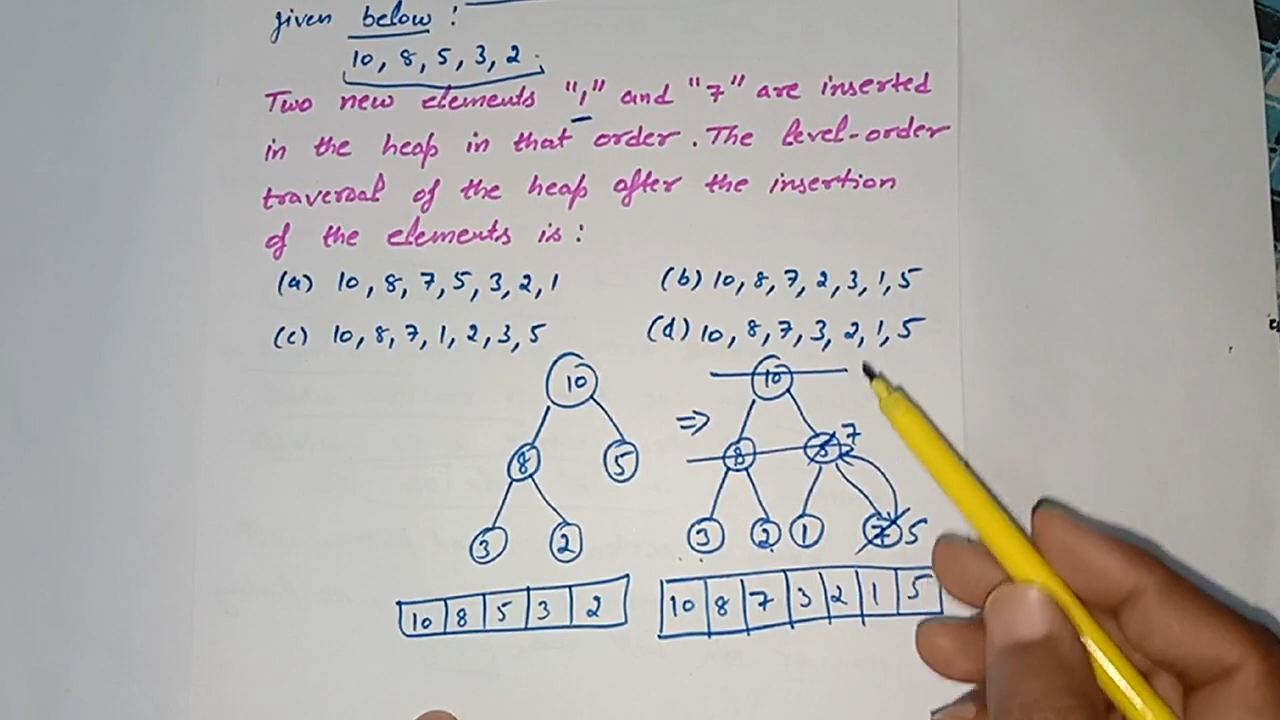 given below :
10, 8, 5, 3, 2.
Two new elements "1" and "7" are inserted
in the heap in that order. The level-order
traversal of the heap after the insertion
of the elements is :
(a) 10, 8, 7, 5, 3, 2, 1
(b) 10, 8, 7, 2, 3, 1, 5
(c) 10, 8, 7, 1, 2, 3, 5
(d) 10, 8, 7, 3, 2, 1, 5
10
8 5
3 2
10 8 5 3 2
⇒
10
8 5 7
3 2 1 7 5
10 8 7 3 2 1 5